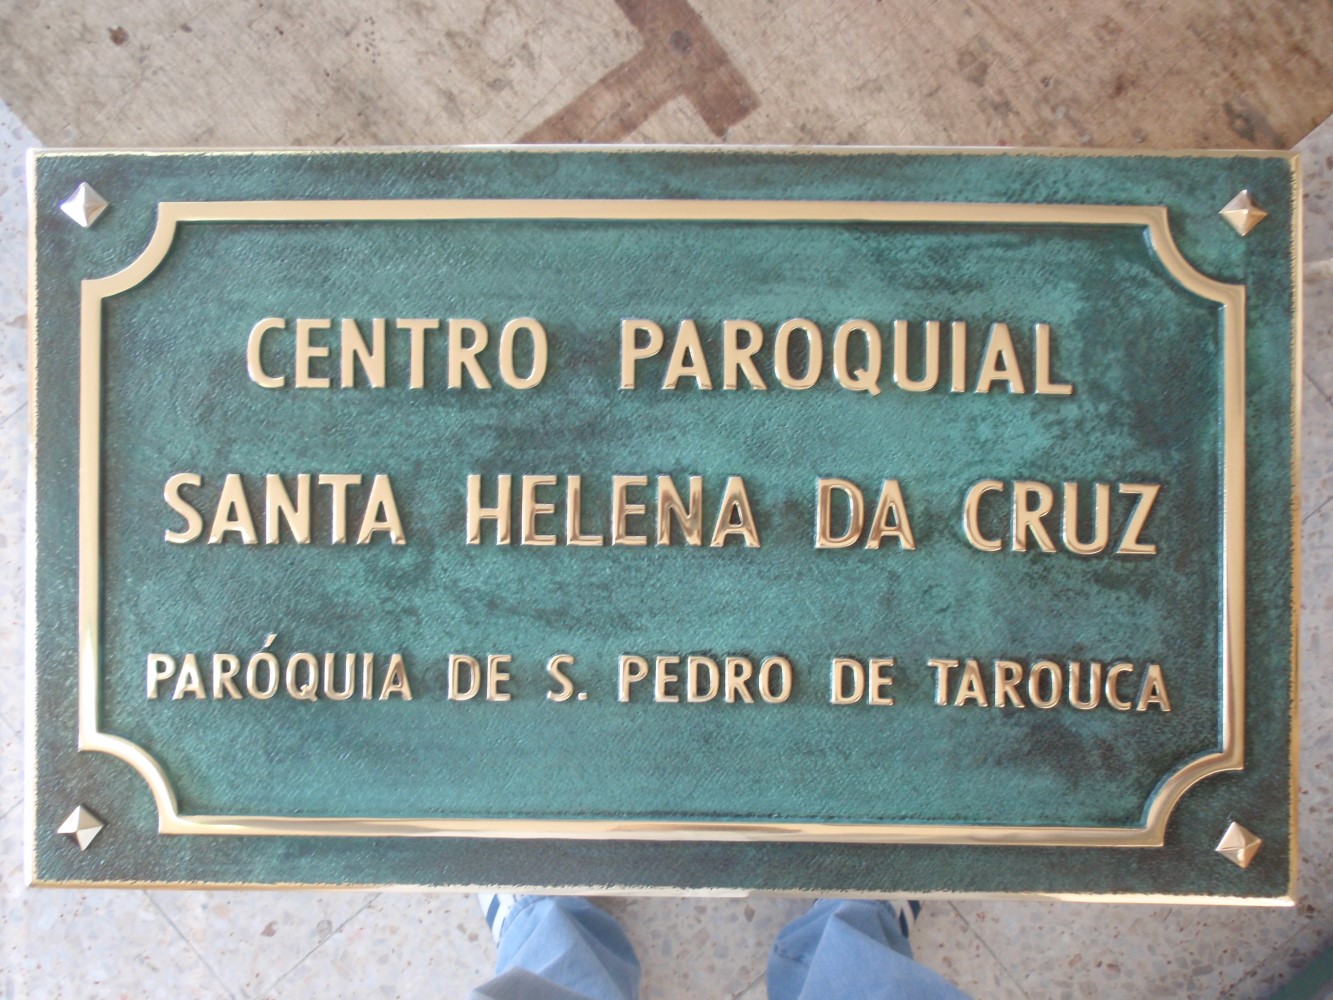 CENTRO PAROQUIAL
SANTA HELENA DA CRUZ
PARÓQUIA DE S. PEDRO DE TAROUCA